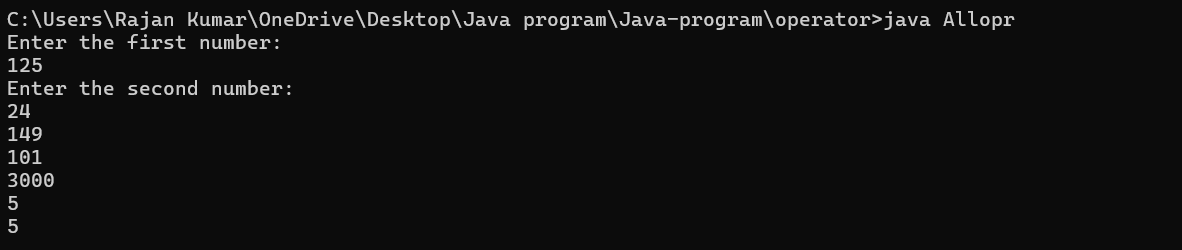 C:\Users\Rajan Kumar\OneDrive\Desktop\Java program\Java-program\operator>java Allopr
Enter the first number:
125
Enter the second number:
24
149
101
3000
5
5